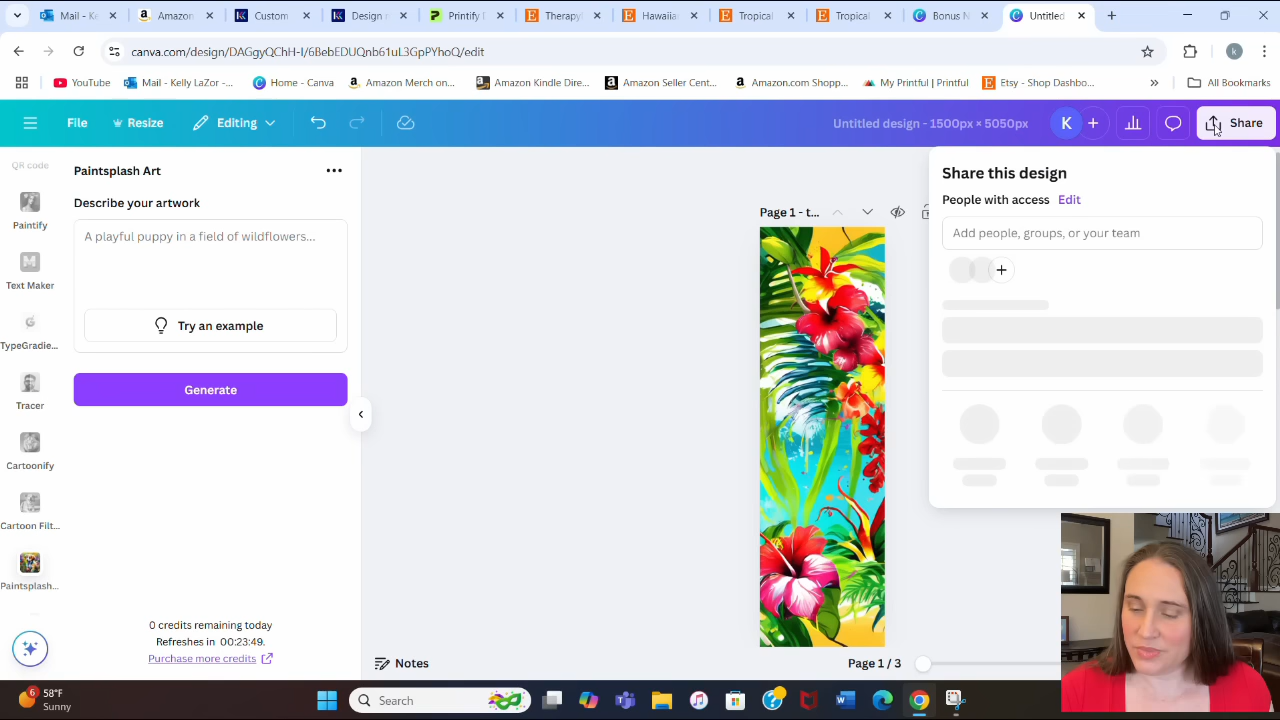 Mail - Ke
Amazon
Custom
Design
Printify
Therapy
Hawaiia
Tropical
Tropical
Bonus N
Untitled
canva.com/design/DAGgyQChH-I/6BebEDUQnb61uL3GpPYhoQ/edit
k
YouTube
Mail - Kelly LaZor -...
Home - Canva
Amazon Merch on...
Amazon Kindle Dire...
Amazon Seller Cent...
Amazon.com Shopp...
My Printful | Printful
Etsy - Shop Dashbo...
All Bookmarks
File
Resize
Editing
Untitled design - 1500px × 5050px
K
Share
QR code
Paintify
Text Maker
TypeGradie...
Tracer
Cartoonify
Cartoon Filt...
Paintsplash...
Paintsplash Art
Describe your artwork
A playful puppy in a field of wildflowers...
Try an example
Generate
0 credits remaining today
Refreshes in 00:23:49.
Purchase more credits
Page 1 - t...
Share this design
People with access Edit
Add people, groups, or your team
Notes
Page 1 / 3
6
58°F
Sunny
Search